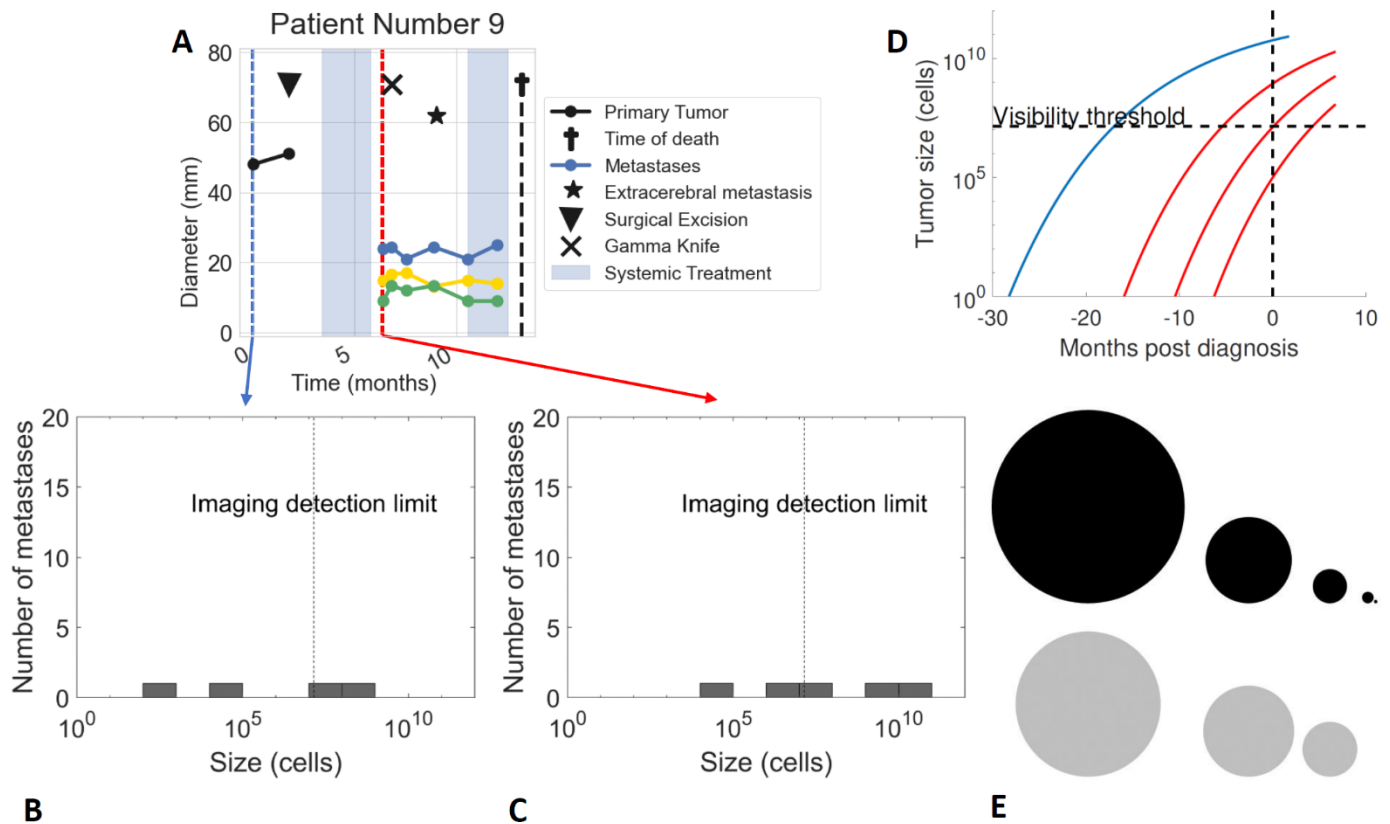 Patient Number 9
A
80
60
40
20
0
Diameter (mm)
0
5
10
Time (months)
Primary Tumor
Time of death
Metastases
Extracerebral metastasis
Surgical Excision
Gamma Knife
Systemic Treatment
D
10^10
10^5
10^0
Tumor size (cells)
Visibility threshold
-30
-20
-10
0
10
Months post diagnosis
20
15
10
5
0
Number of metastases
Imaging detection limit
10^0
10^5
10^10
Size (cells)
B
20
15
10
5
0
Number of metastases
Imaging detection limit
10^0
10^5
10^10
Size (cells)
C
E